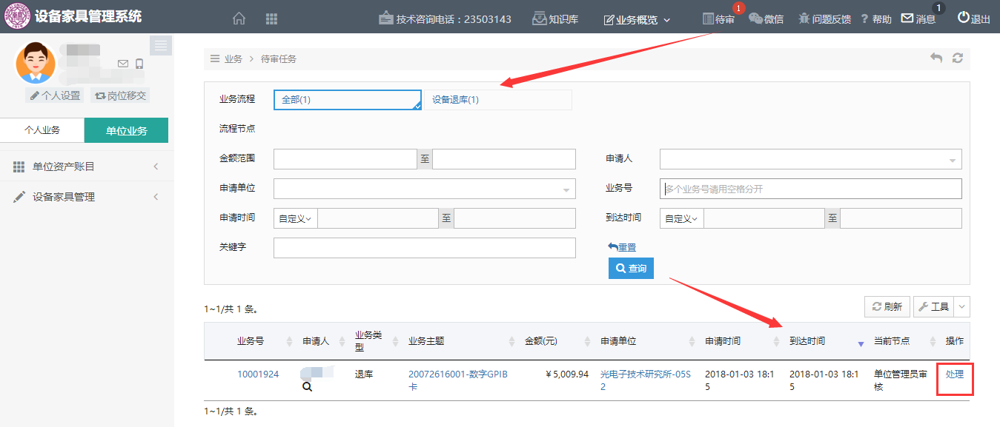 设备家具管理系统
技术咨询电话：23503143
知识库
业务概览
待审
1
微信
问题反馈
? 帮助
消息
1
退出
个人设置
岗位移交
个人业务
单位业务
单位资产账目
设备家具管理
业务 > 待审任务
业务流程 全部(1) 设备退库(1)
流程节点
金额范围 至 申请人
申请单位 业务号 多个业务号请用空格分开
申请时间 自定义 至 到达时间 自定义 至
关键字 重置
查询
1~1/共 1 条。 刷新 工具
业务号 申请人 业务类型 业务主题 金额(元) 申请单位 申请时间 到达时间 当前节点 操作
10001924 退库 20072616001-数字GPIB卡 ￥5,009.94 光电子技术研究所-05S2 2018-01-03 18:15 2018-01-03 18:15 单位管理员审核 处理
1~1/共 1 条。